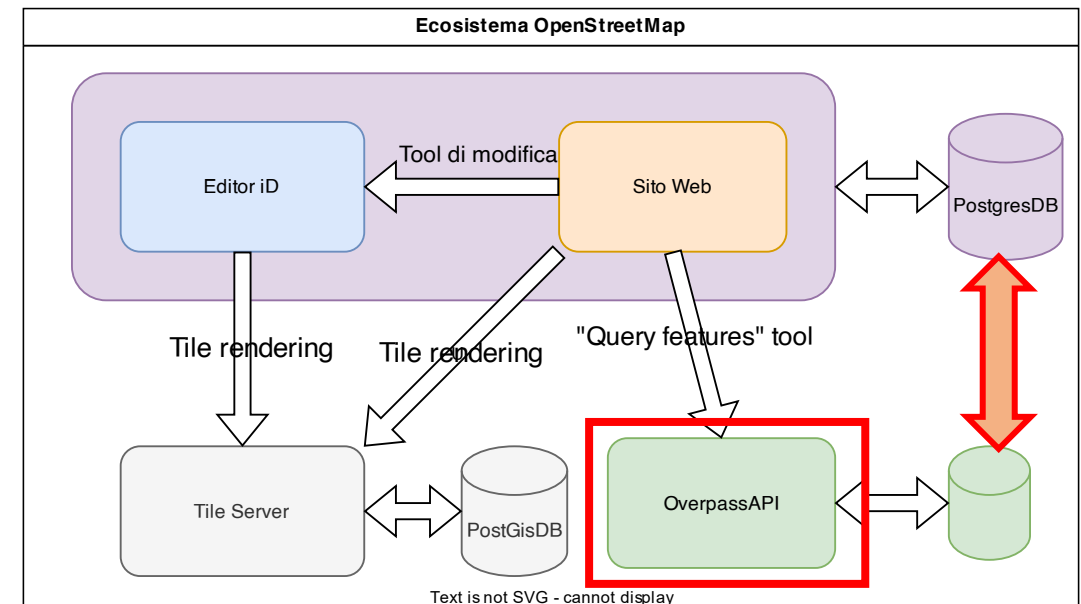 Ecosistema OpenStreetMap
Editor iD
Tool di modifica
Sito Web
PostgresDB
Tile rendering
Tile rendering
"Query features" tool
Tile Server
PostGisDB
OverpassAPI
Text is not SVG - cannot display